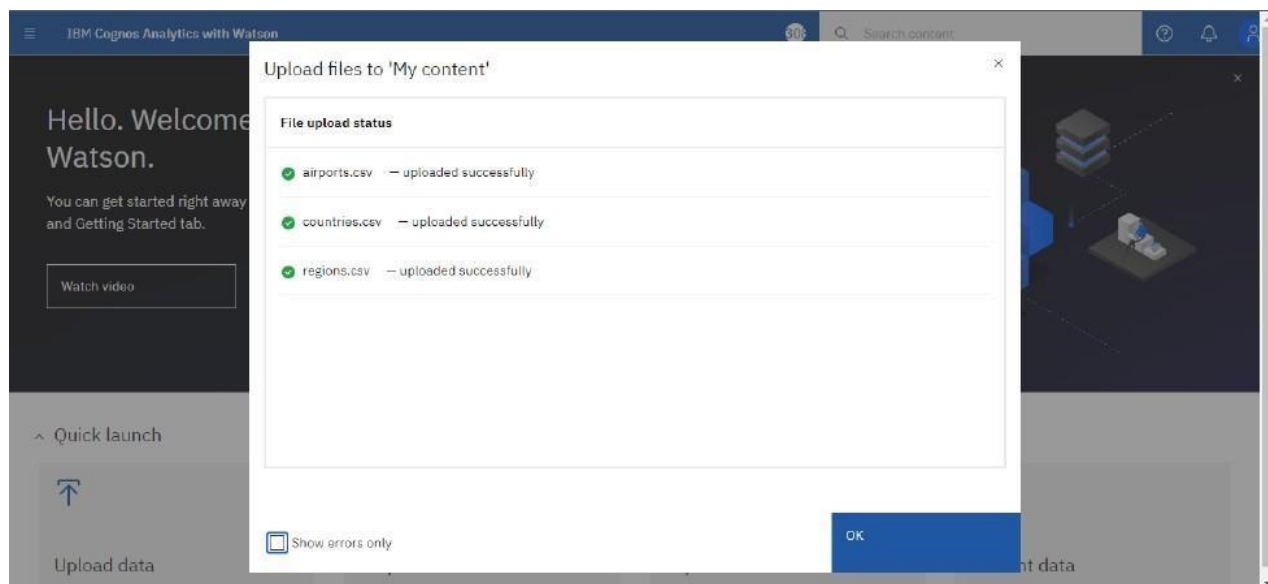 IBM Cognos Analytics with Watson
Search content
Upload files to 'My content'
Hello. Welcome
Watson.
You can get started right away
and Getting Started tab.
Watch video
File upload status
airports.csv — uploaded successfully
countries.csv — uploaded successfully
regions.csv — uploaded successfully
Quick launch
Show errors only
OK
Upload data
nt data